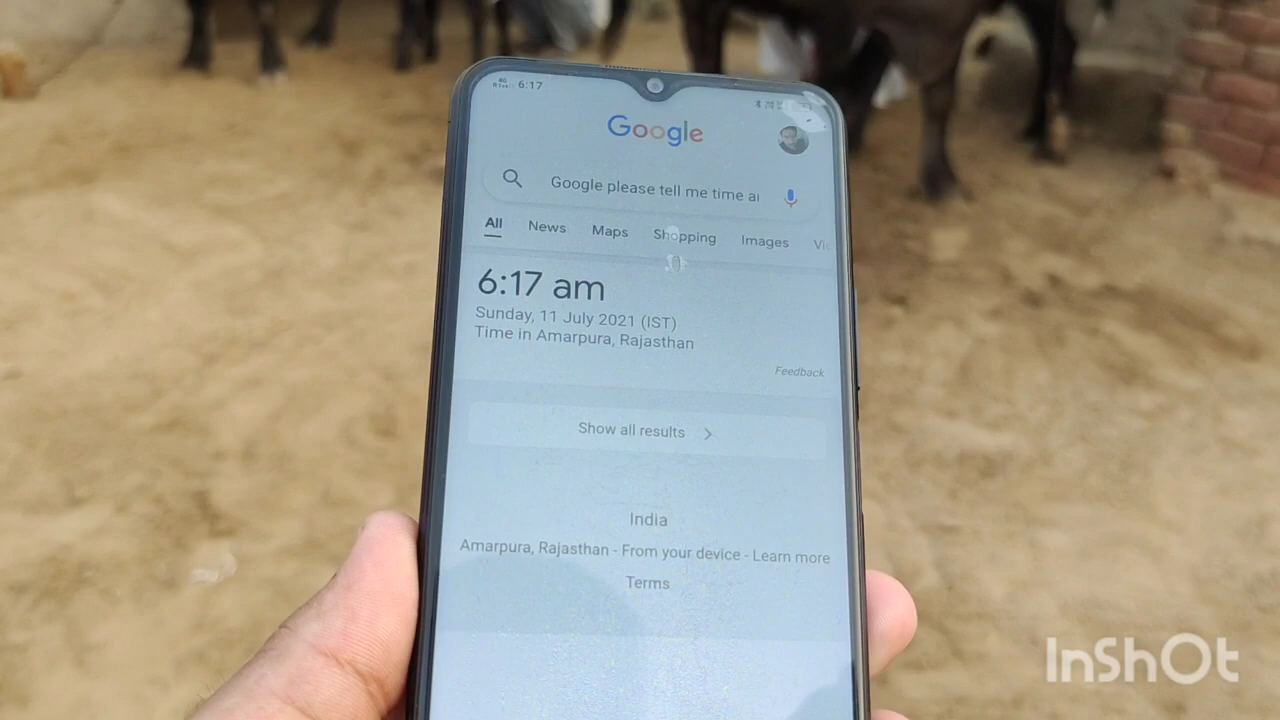 6:17
Google
Google please tell me time
All News Maps Shopping Images
6:17 am
Sunday, 11 July 2021 (IST)
Time in Amarpura, Rajasthan
Feedback
Show all results
India
Amarpura, Rajasthan - From your device - Learn more
Terms
InShOt